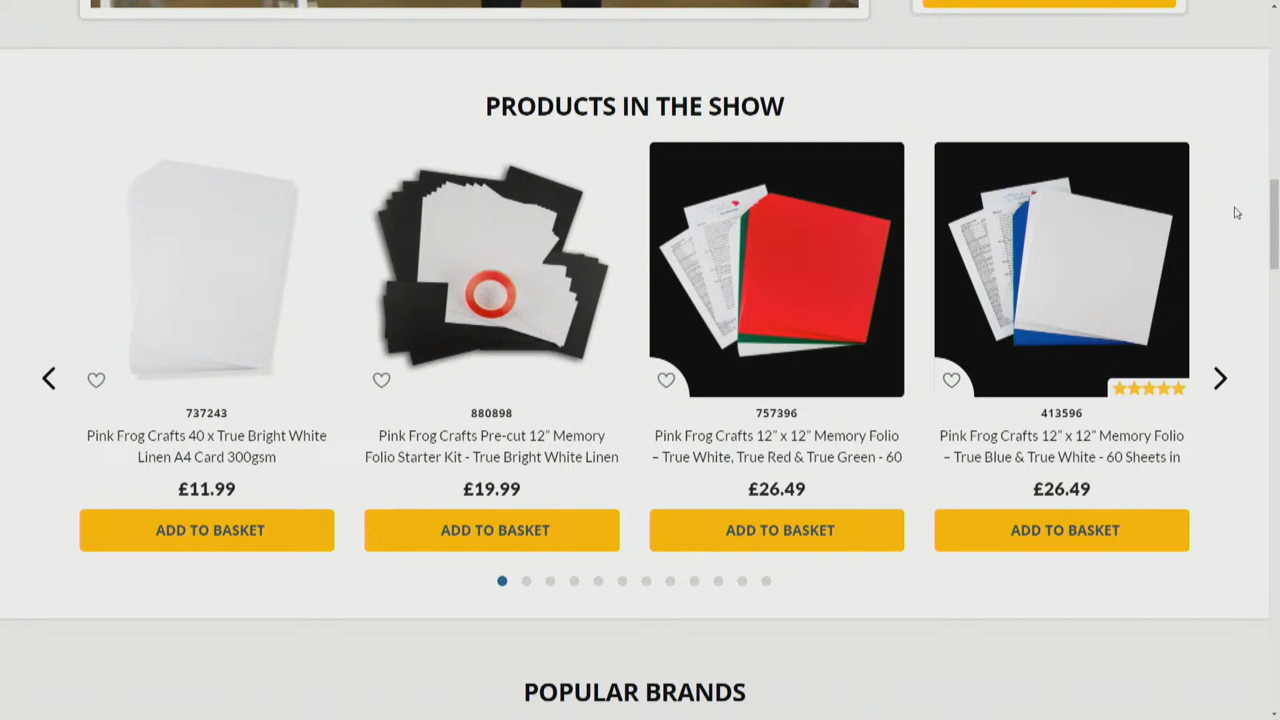 PRODUCTS IN THE SHOW
737243
Pink Frog Crafts 40 x True Bright White
Linen A4 Card 300gsm
£11.99
ADD TO BASKET
880898
Pink Frog Crafts Pre-cut 12” Memory
Folio Starter Kit - True Bright White Linen
£19.99
ADD TO BASKET
757396
Pink Frog Crafts 12” x 12” Memory Folio
– True White, True Red & True Green - 60
£26.49
ADD TO BASKET
413596
Pink Frog Crafts 12” x 12” Memory Folio
– True Blue & True White - 60 Sheets in
£26.49
ADD TO BASKET
POPULAR BRANDS